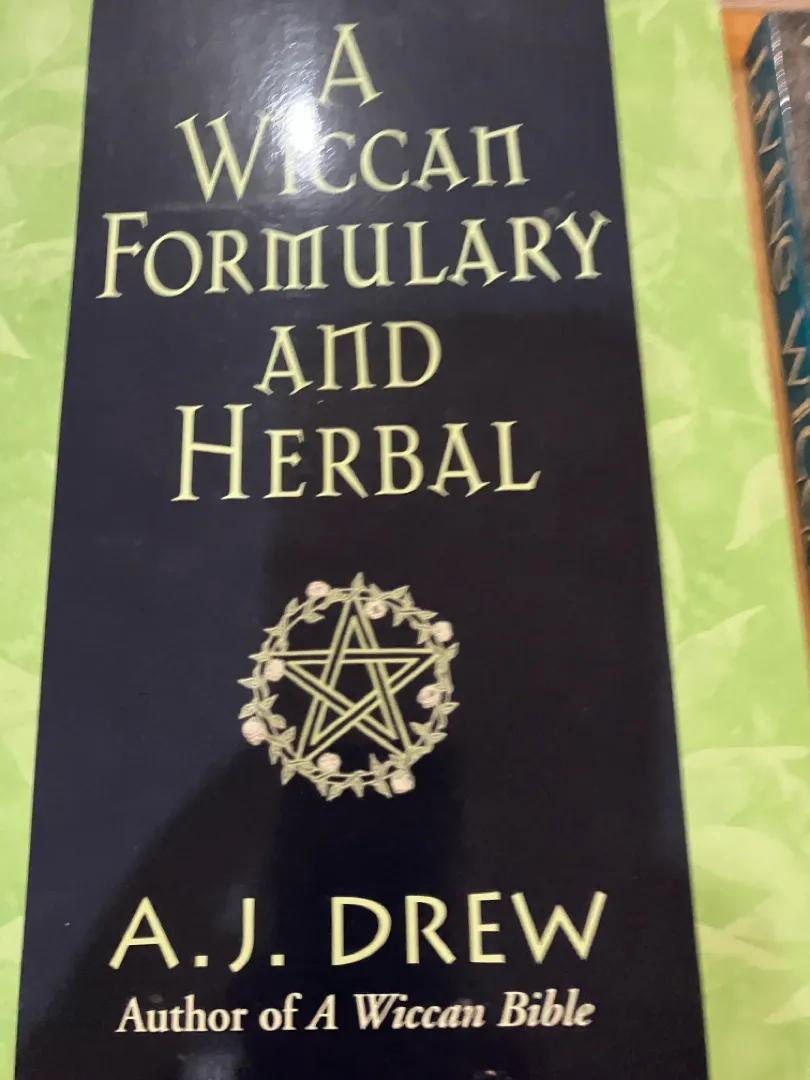 A
WICCAN
FORMULARY
AND
HERBAL
A.J. DREW
Author of A Wiccan Bible